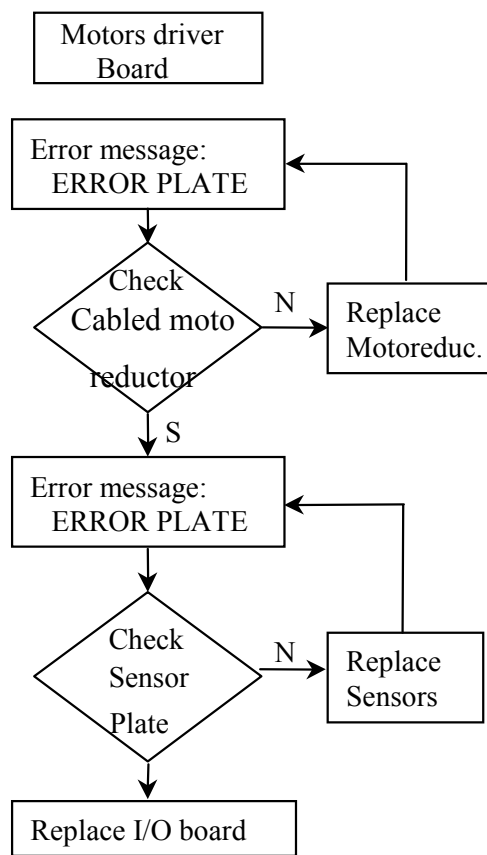 Motors driver
Board
Error message:
ERROR PLATE
Check
Cabled moto
reductor
N
Replace
Motoreduc.
S
Error message:
ERROR PLATE
Check
Sensor
Plate
N
Replace
Sensors
Replace I/O board